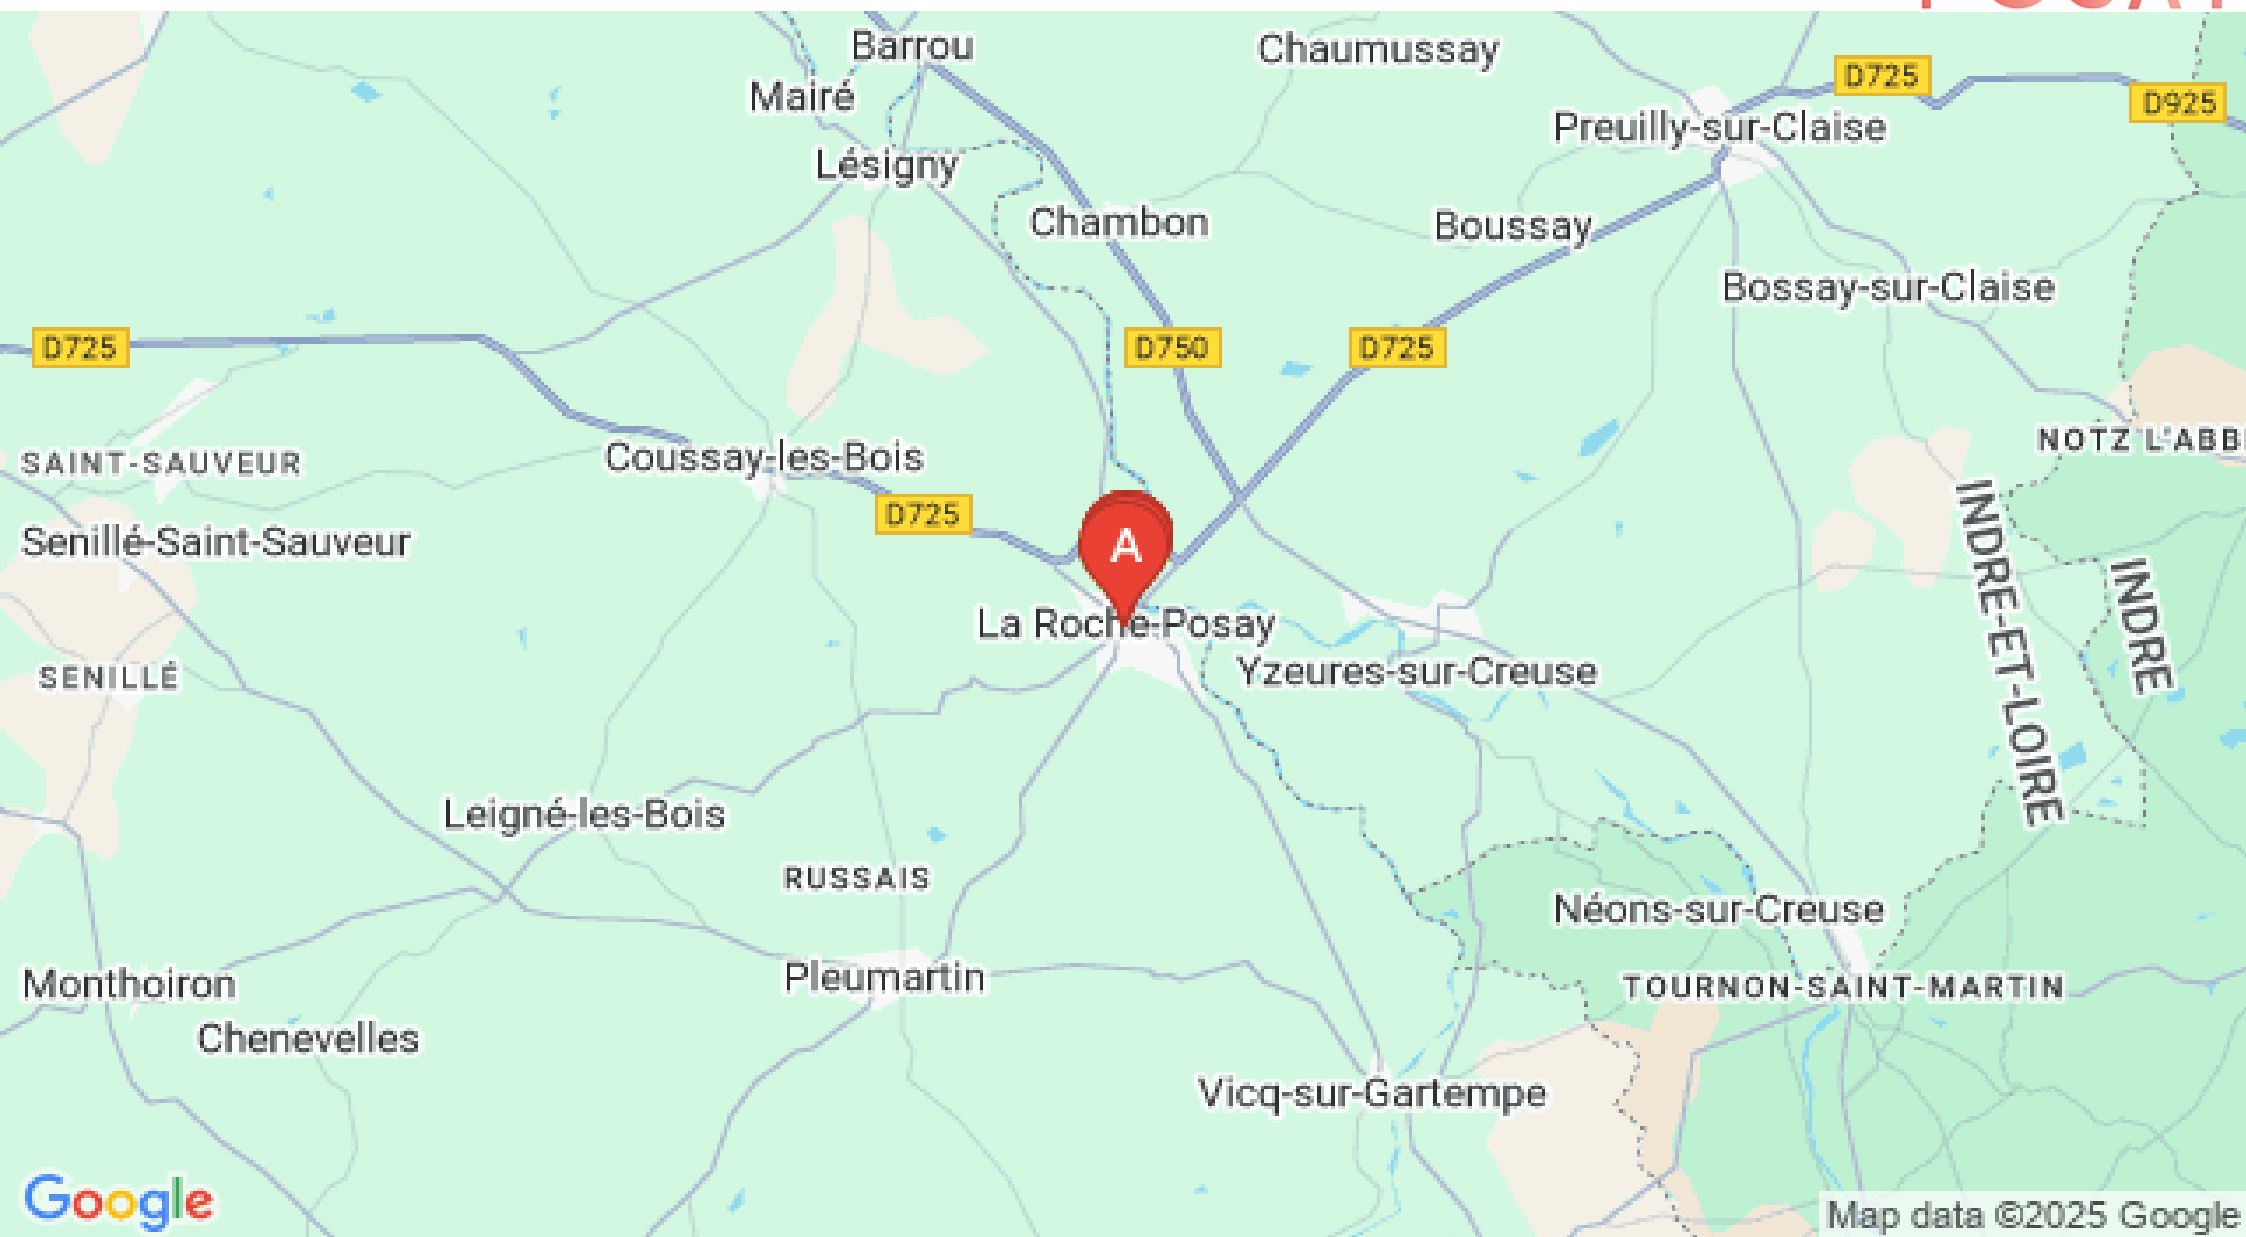 Barrou
Chaumussay
D725
Mairé
D925
Preuilly-sur-Claise
Lésigny
Chambon
Boussay
Bossay-sur-Claise
D725
D750
D725
NOTZ L'ABB
Coussay-les-Bois
SAINT-SAUVEUR
D725
Senillé-Saint-Sauveur
A
INDRE-ET-LOIRE
INDRE
La Roche-Posay
Yzeures-sur-Creuse
SENILLÉ
Leigné-les-Bois
RUSSAIS
Néons-sur-Creuse
Pleumartin
Monthoiron
TOURNON-SAINT-MARTIN
Chenevelles
Vicq-sur-Gartempe
Google
Map data ©2025 Google